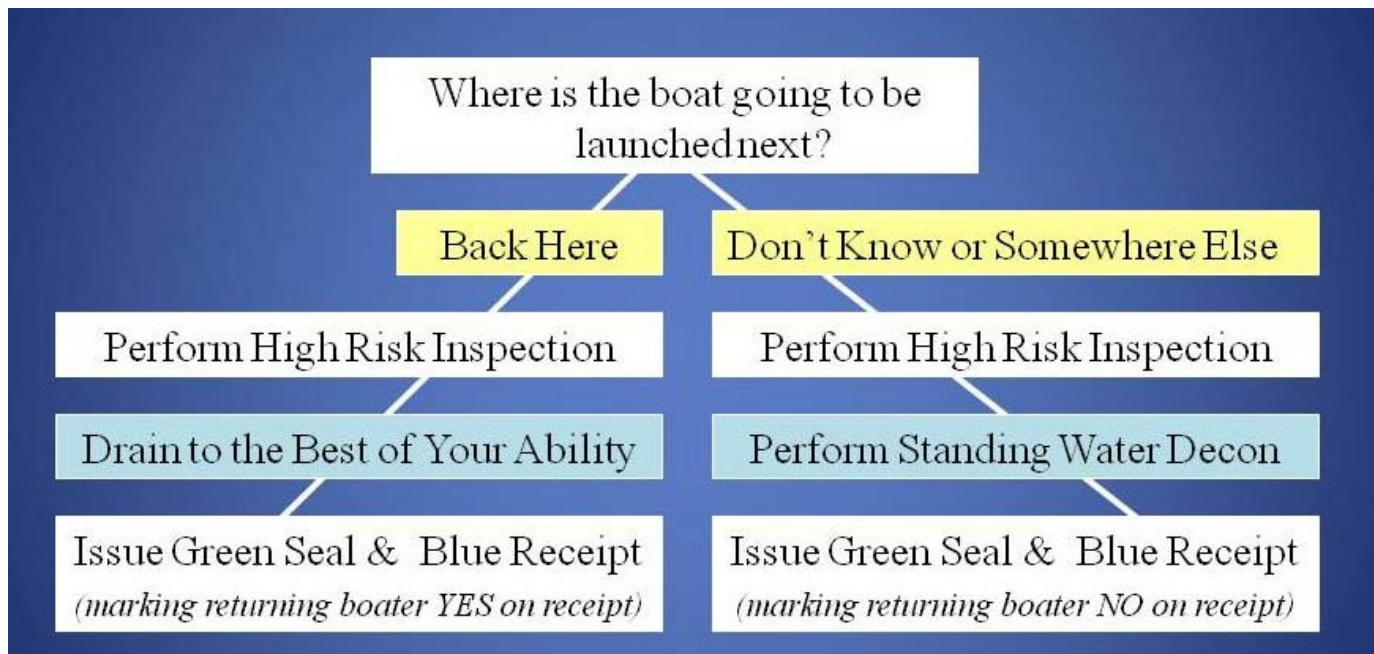 Where is the boat going to be
launched next?
Back Here
Don't Know or Somewhere Else
Perform High Risk Inspection
Perform High Risk Inspection
Drain to the Best of Your Ability
Perform Standing Water Decon
Issue Green Seal & Blue Receipt
(marking returning boater YES on receipt)
Issue Green Seal & Blue Receipt
(marking returning boater NO on receipt)